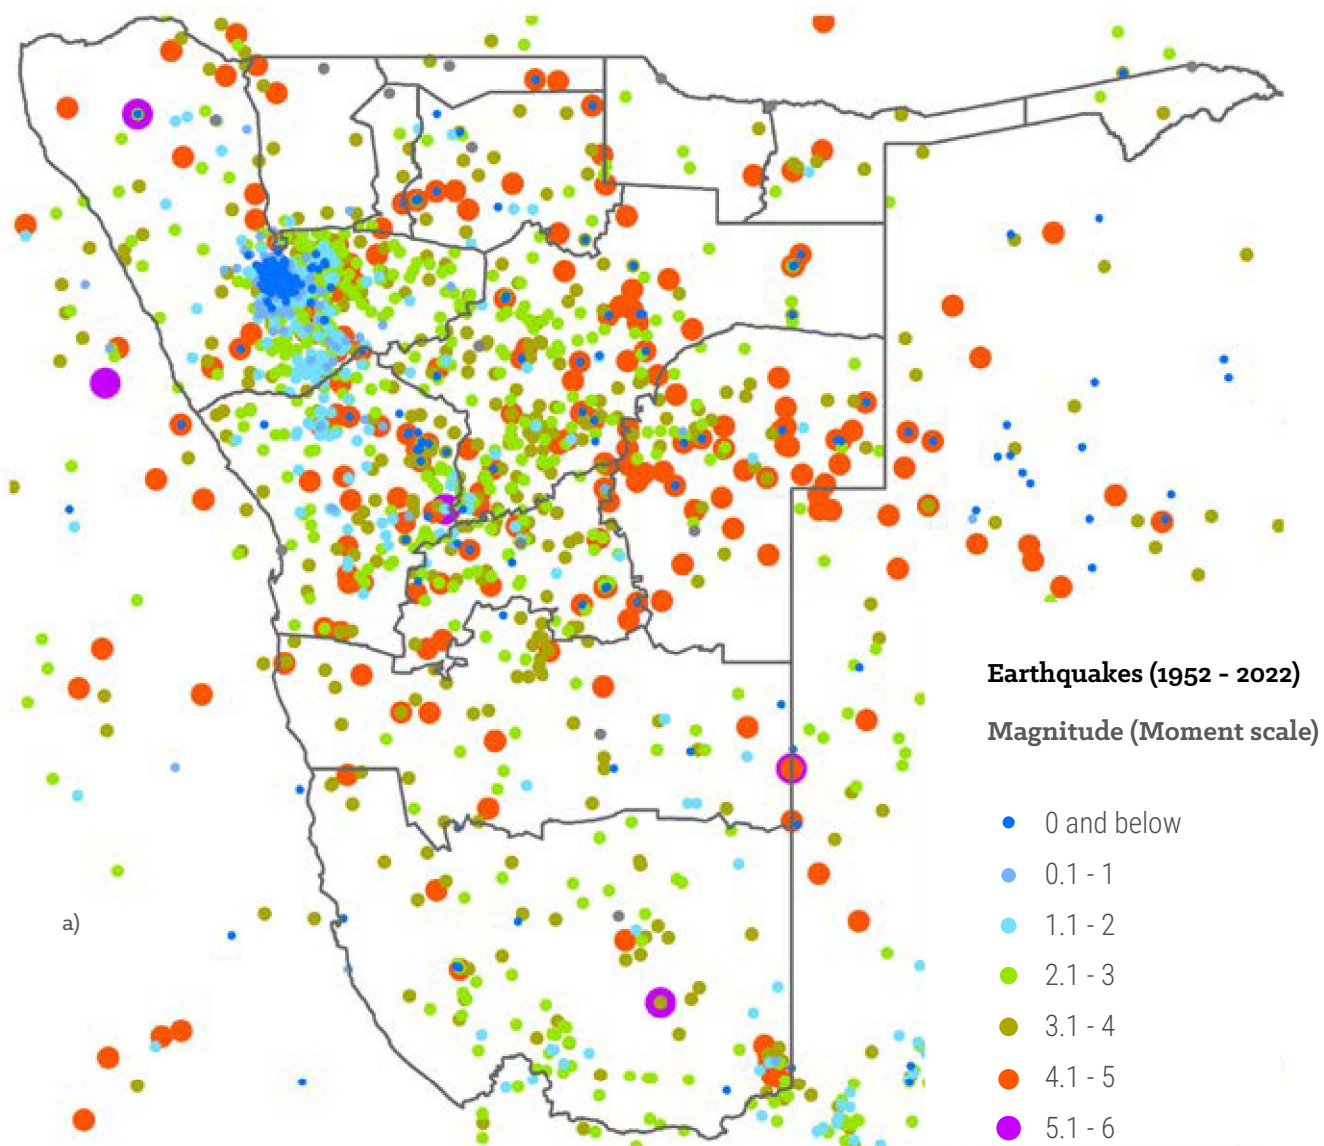 Earthquakes (1952 - 2022)
Magnitude (Moment scale)
0 and below
0.1 - 1
a)
1.1 - 2
2.1 - 3
3.1 - 4
4.1 - 5
5.1 - 6